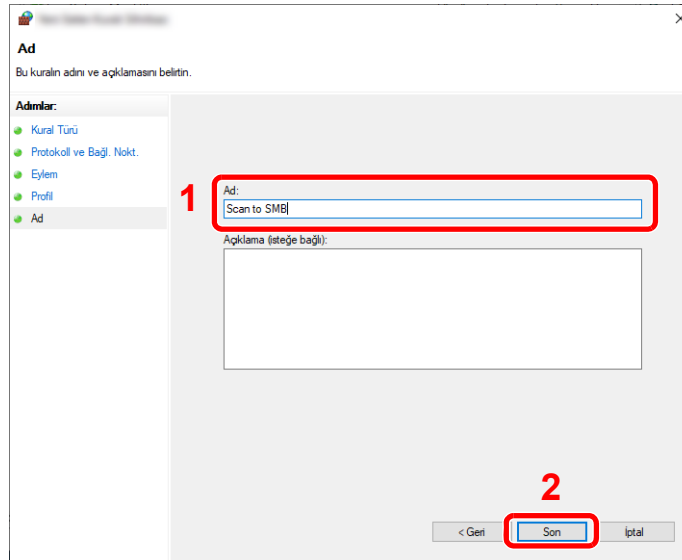 Ad
Bu kuralın adını ve açıklamasını belirtin.
Adımlar:
Kural Türü
Protokoll ve Bağl. Nokt.
Eylem
Profil
Ad
1
Ad:
Scan to SMB
Açıklama (isteğe bağlı):
2
< Geri
Son
İptal